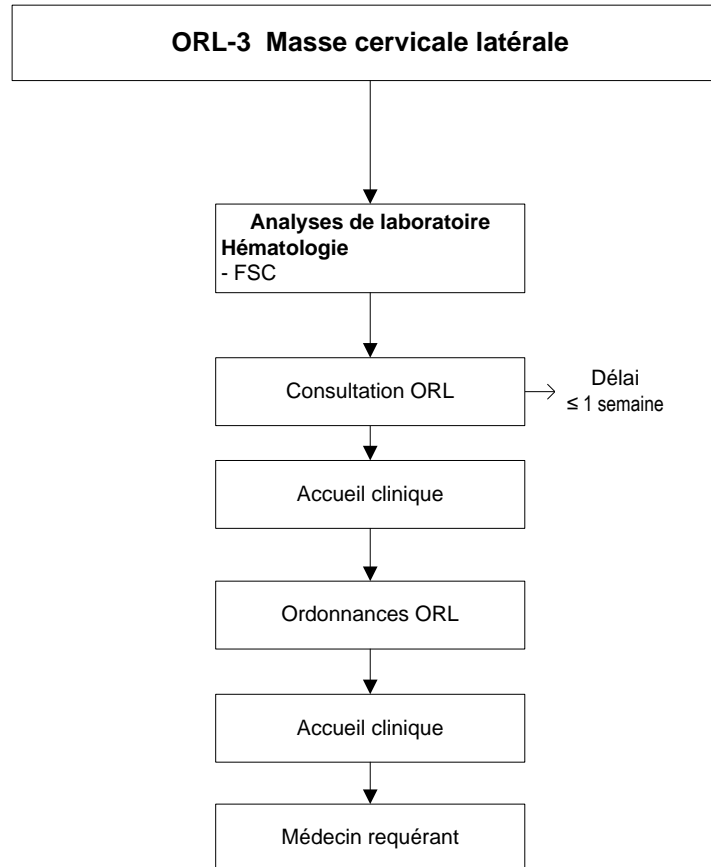 ORL-3 Masse cervicale latérale
Analyses de laboratoire
Hématologie
- FSC
Consultation ORL
Délai
≤ 1 semaine
Accueil clinique
Ordonnances ORL
Accueil clinique
Médecin requérant